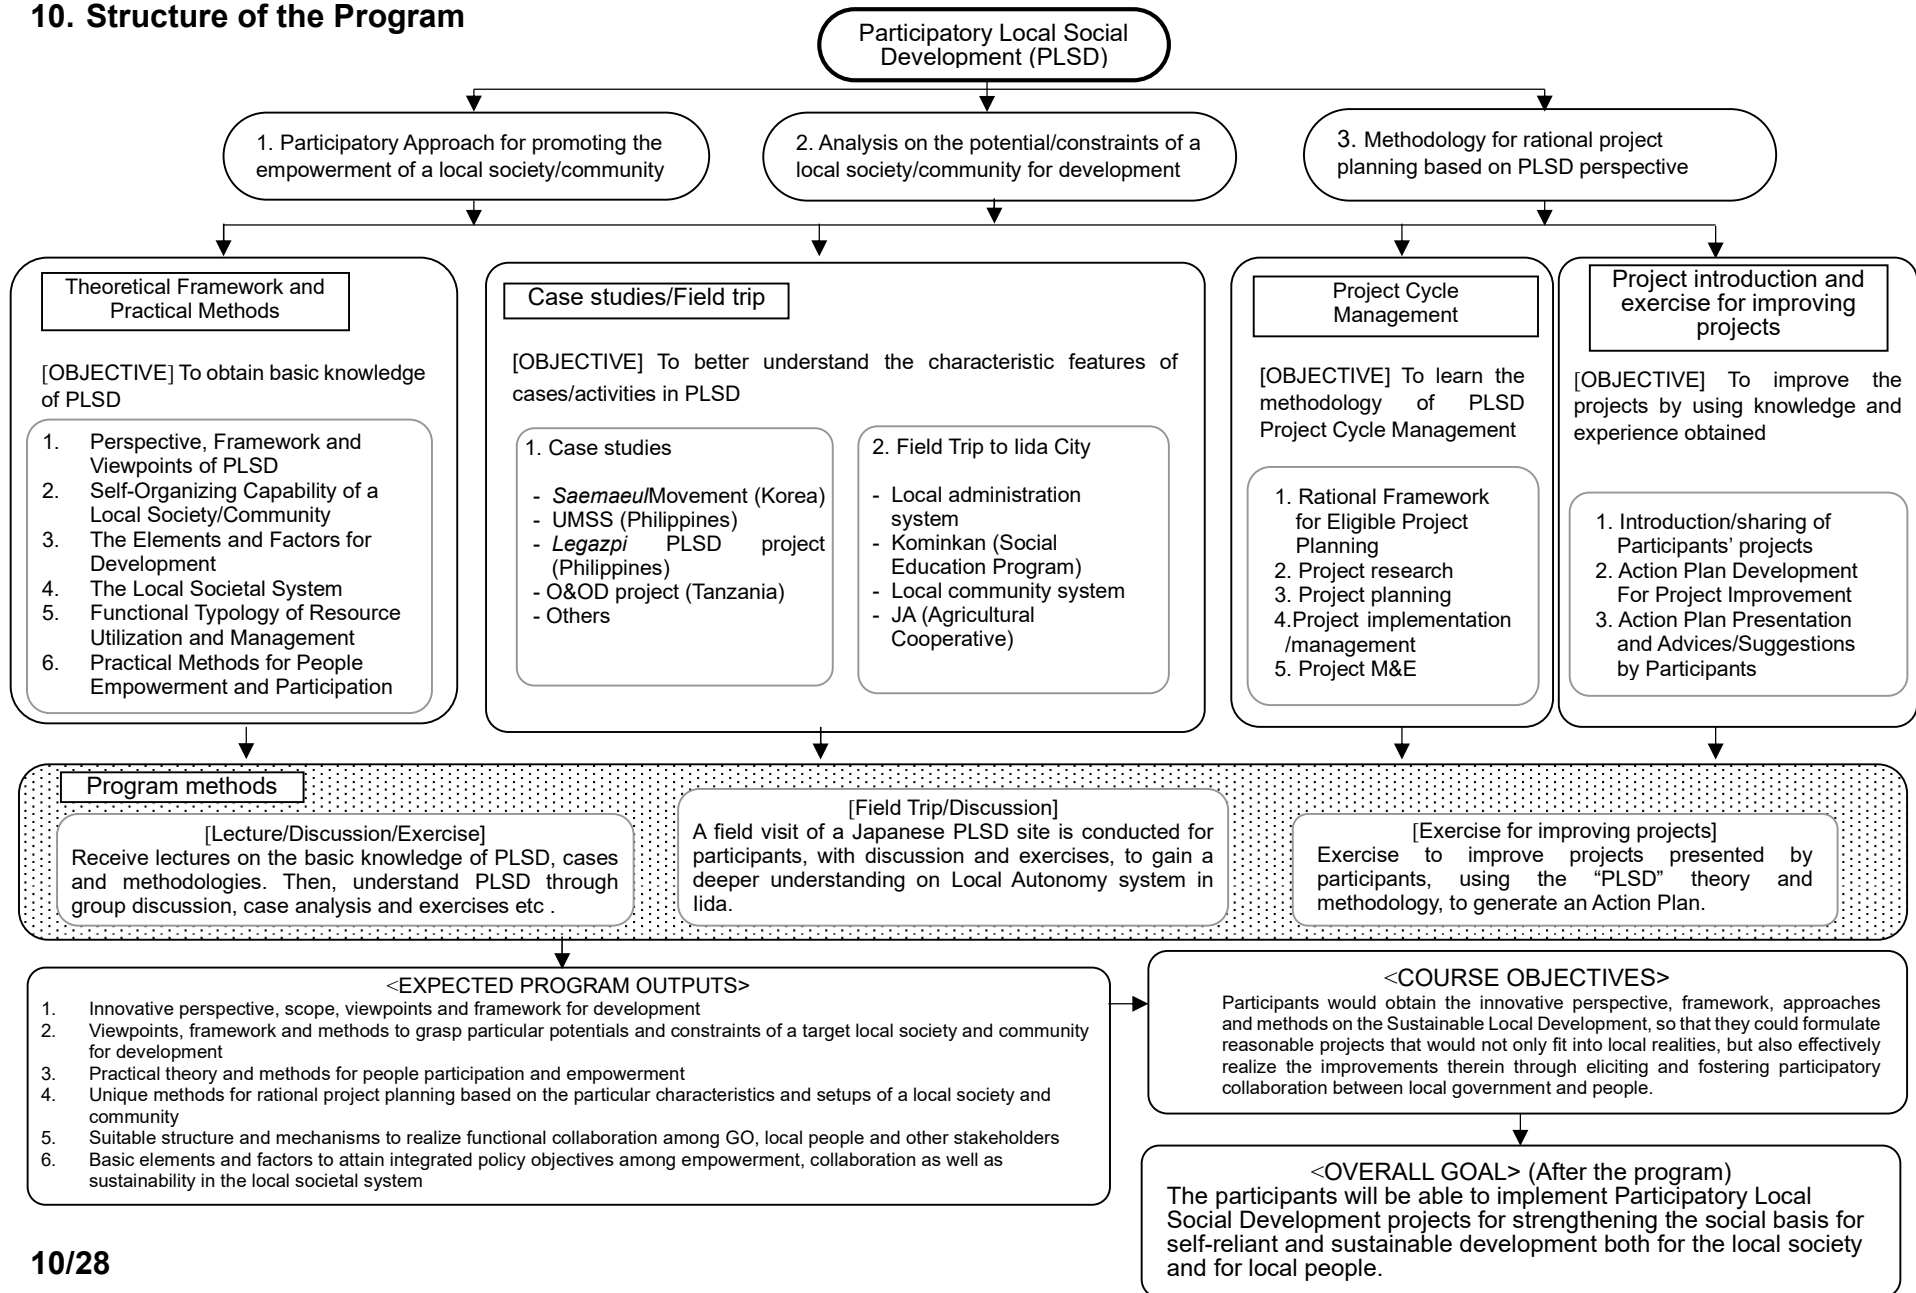 10. Structure of the Program
Participatory Local Social
Development (PLSD)
1. Participatory Approach for promoting the
empowerment of a local society/community
2. Analysis on the potential/constraints of a
local society/community for development
3. Methodology for rational project
planning based on PLSD perspective
Theoretical Framework and
Practical Methods
[OBJECTIVE] To obtain basic knowledge
of PLSD
1. Perspective, Framework and
Viewpoints of PLSD
2. Self-Organizing Capability of a
Local Society/Community
3. The Elements and Factors for
Development
4. The Local Societal System
5. Functional Typology of Resource
Utilization and Management
6. Practical Methods for People
Empowerment and Participation
Case studies/Field trip
[OBJECTIVE] To better understand the characteristic features of
cases/activities in PLSD
1. Case studies
- SaemaeulMovement (Korea)
- UMSS (Philippines)
- Legazpi PLSD project
(Philippines)
- O&OD project (Tanzania)
- Others
2. Field Trip to Iida City
- Local administration
system
- Kominkan (Social
Education Program)
- Local community system
- JA (Agricultural
Cooperative)
Project Cycle
Management
[OBJECTIVE] To learn the
methodology of PLSD
Project Cycle Management
1. Rational Framework
for Eligible Project
Planning
2. Project research
3. Project planning
4.Project implementation
/management
5. Project M&E
Project introduction and
exercise for improving
projects
[OBJECTIVE] To improve the
projects by using knowledge and
experience obtained
1. Introduction/sharing of
Participants' projects
2. Action Plan Development
For Project Improvement
3. Action Plan Presentation
and Advices/Suggestions
by Participants
Program methods
[Lecture/Discussion/Exercise]
Receive lectures on the basic knowledge of PLSD, cases
and methodologies. Then, understand PLSD through
group discussion, case analysis and exercises etc .
[Field Trip/Discussion]
A field visit of a Japanese PLSD site is conducted for
participants, with discussion and exercises, to gain a
deeper understanding on Local Autonomy system in
Iida.
[Exercise for improving projects]
Exercise to improve projects presented by
participants, using the “PLSD” theory and
methodology, to generate an Action Plan.
<EXPECTED PROGRAM OUTPUTS>
1. Innovative perspective, scope, viewpoints and framework for development
2. Viewpoints, framework and methods to grasp particular potentials and constraints of a target local society and community
for development
3. Practical theory and methods for people participation and empowerment
4. Unique methods for rational project planning based on the particular characteristics and setups of a local society and
community
5. Suitable structure and mechanisms to realize functional collaboration among GO, local people and other stakeholders
6. Basic elements and factors to attain integrated policy objectives among empowerment, collaboration as well as
sustainability in the local societal system
<COURSE OBJECTIVES>
Participants would obtain the innovative perspective, framework, approaches
and methods on the Sustainable Local Development, so that they could formulate
reasonable projects that would not only fit into local realities, but also effectively
realize the improvements therein through eliciting and fostering participatory
collaboration between local government and people.
<OVERALL GOAL> (After the program)
The participants will be able to implement Participatory Local
Social Development projects for strengthening the social basis for
self-reliant and sustainable development both for the local society
and for local people.
10/28